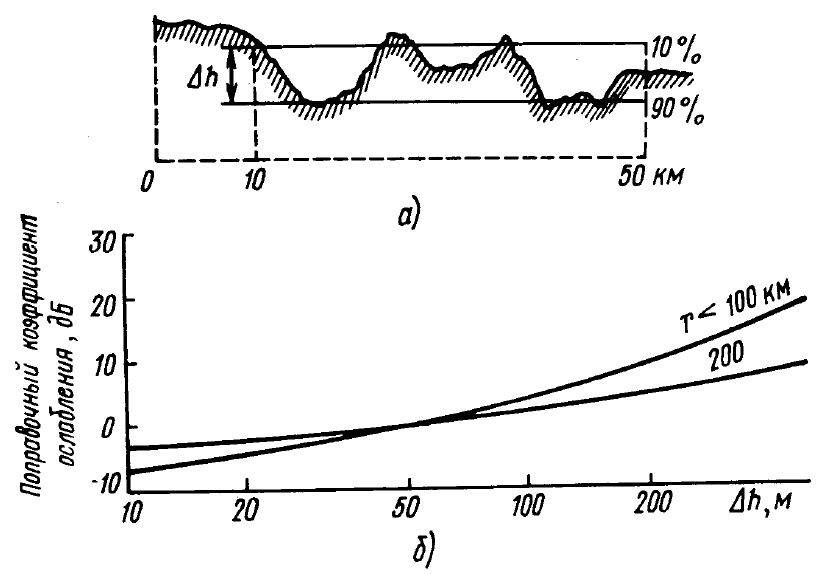 10%
Δh
90%
0 10 50 км
а)
Поправочный коэффициент
ослабления, дБ
30
20
10
0
-10
r < 100 км
200
10 20 50 100 200 Δh, м
б)